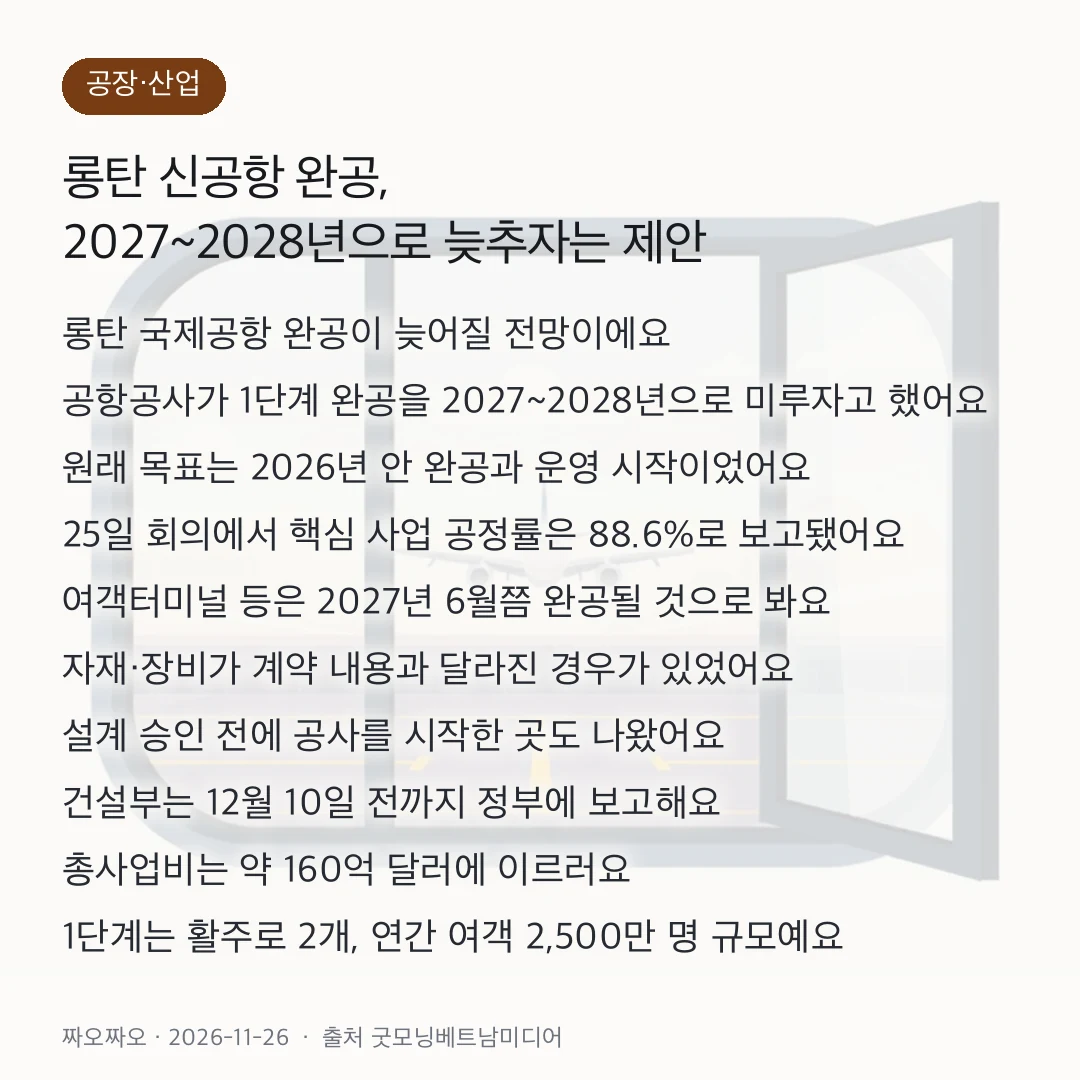 공장·산업
롱탄 신공항 완공,
2027~2028년으로 늦추자는 제안
롱탄 국제공항 완공이 늦어질 전망이에요
공항공사가 1단계 완공을 2027~2028년으로 미루자고 했어요
원래 목표는 2026년 안 완공과 운영 시작이었어요
25일 회의에서 핵심 사업 공정률은 88.6%로 보고됐어요
여객터미널 등은 2027년 6월쯤 완공될 것으로 봐요
자재·장비가 계약 내용과 달라진 경우가 있었어요
설계 승인 전에 공사를 시작한 곳도 나왔어요
건설부는 12월 10일 전까지 정부에 보고해요
총사업비는 약 160억 달러에 이르러요
1단계는 활주로 2개, 연간 여객 2,500만 명 규모예요
짜오짜오 · 2026-11-26 · 출처 굿모닝베트남미디어